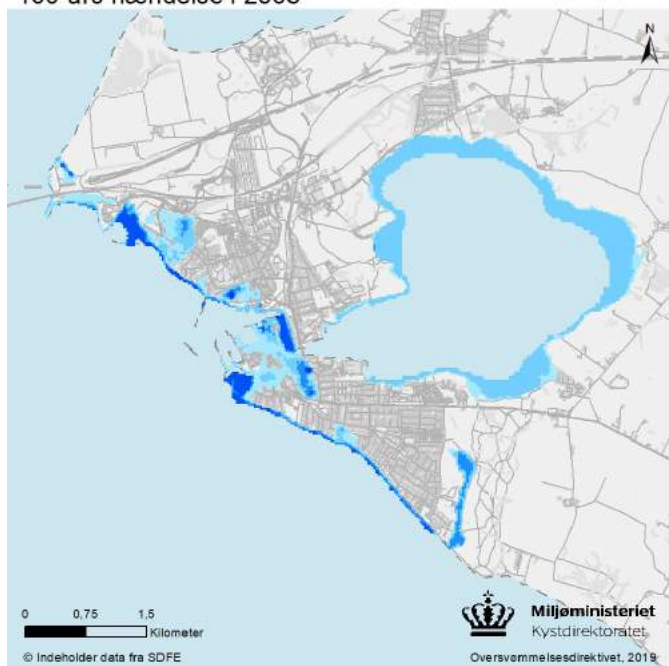 N
0 0,75 1,5
Kilometer
© Indeholder data fra SDFE
Miljøministeriet
Kystdirektoratet
Oversvømmelsesdirektivet, 2019